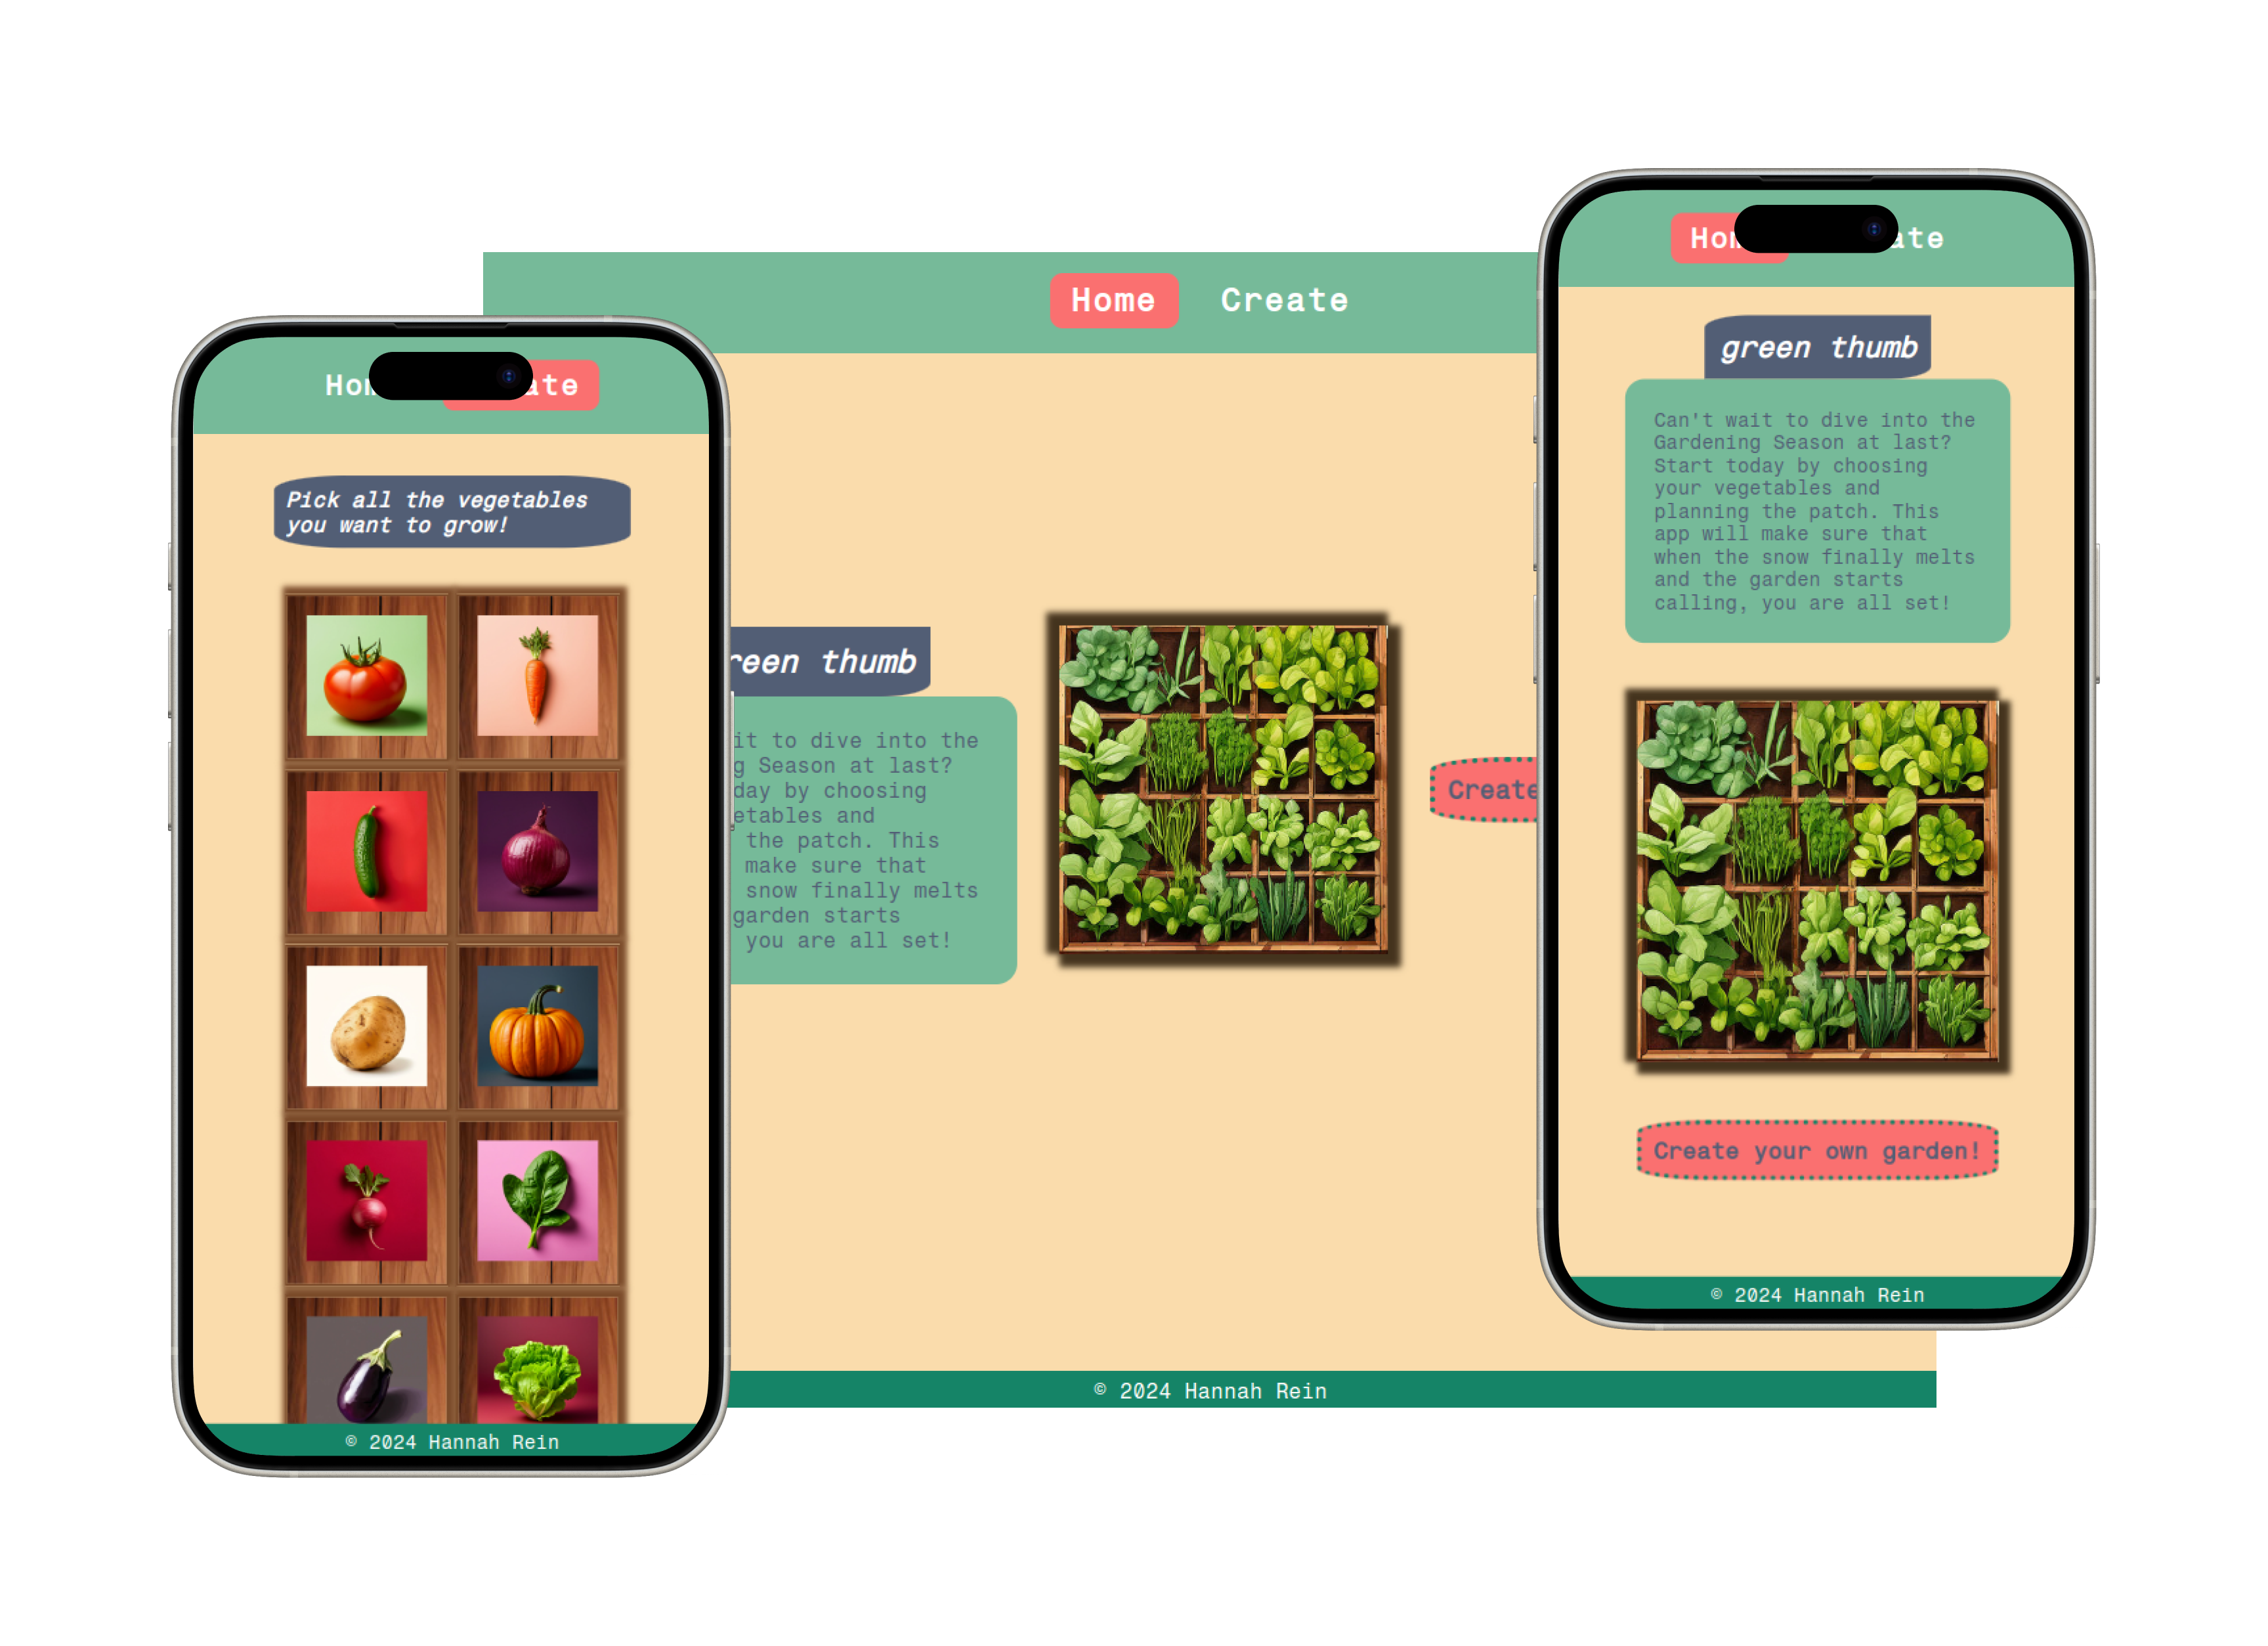 Home Create
Hom ate
Hom ate
green thumb
Can't wait to dive into the
Gardening Season at last?
Start today by choosing
your vegetables and
planning the patch. This
app will make sure that
when the snow finally melts
and the garden starts
calling, you are all set!
Create your own garden!
© 2024 Hannah Rein
Pick all the vegetables
you want to grow!
© 2024 Hannah Rein
reen thumb
it to dive into the
g Season at last?
day by choosing
etables and
the patch. This
make sure that
snow finally melts
garden starts
you are all set!
Create
© 2024 Hannah Rein